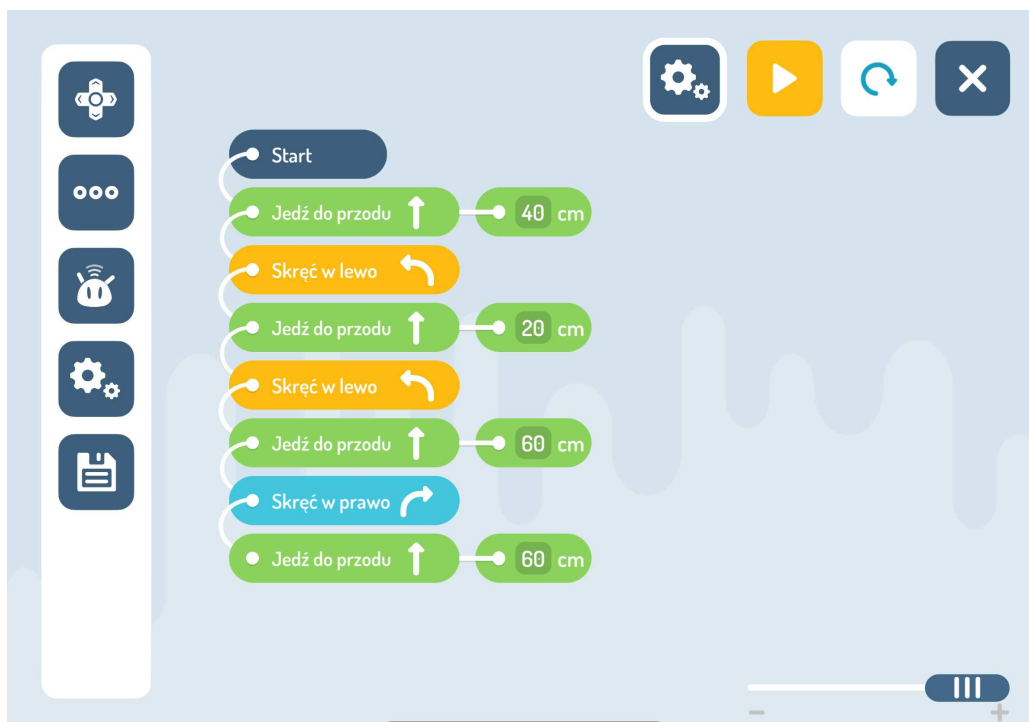 Start
Jedź do przodu 40 cm
Skręć w lewo
Jedź do przodu 20 cm
Skręć w lewo
Jedź do przodu 60 cm
Skręć w prawo
Jedź do przodu 60 cm